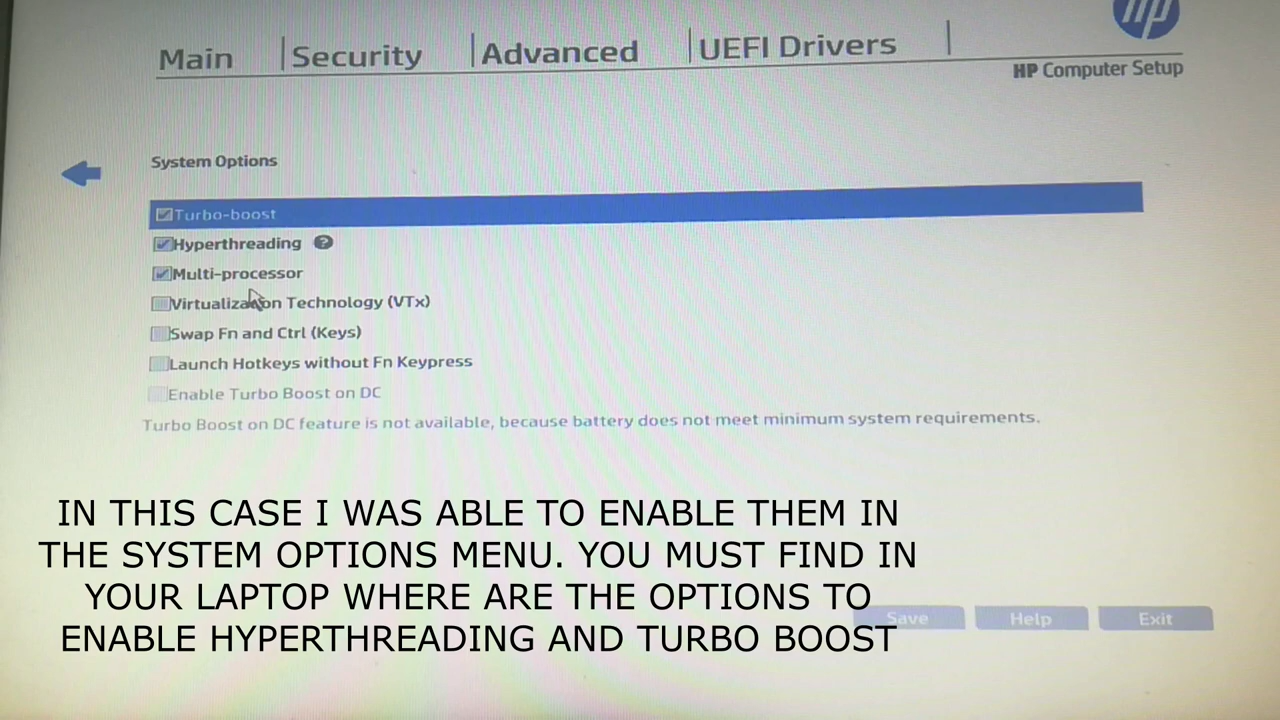 hp
Main
Security
Advanced
UEFI Drivers
HP Computer Setup
System Options
Turbo-boost
Hyperthreading ?
Multi-processor
Virtualization Technology (VTx)
Swap Fn and Ctrl (Keys)
Launch Hotkeys without Fn Keypress
Enable Turbo Boost on DC
Turbo Boost on DC feature is not available, because battery does not meet minimum system requirements.
IN THIS CASE I WAS ABLE TO ENABLE THEM IN
THE SYSTEM OPTIONS MENU. YOU MUST FIND IN
YOUR LAPTOP WHERE ARE THE OPTIONS TO
ENABLE HYPERTHREADING AND TURBO BOOST
Save
Help
Exit